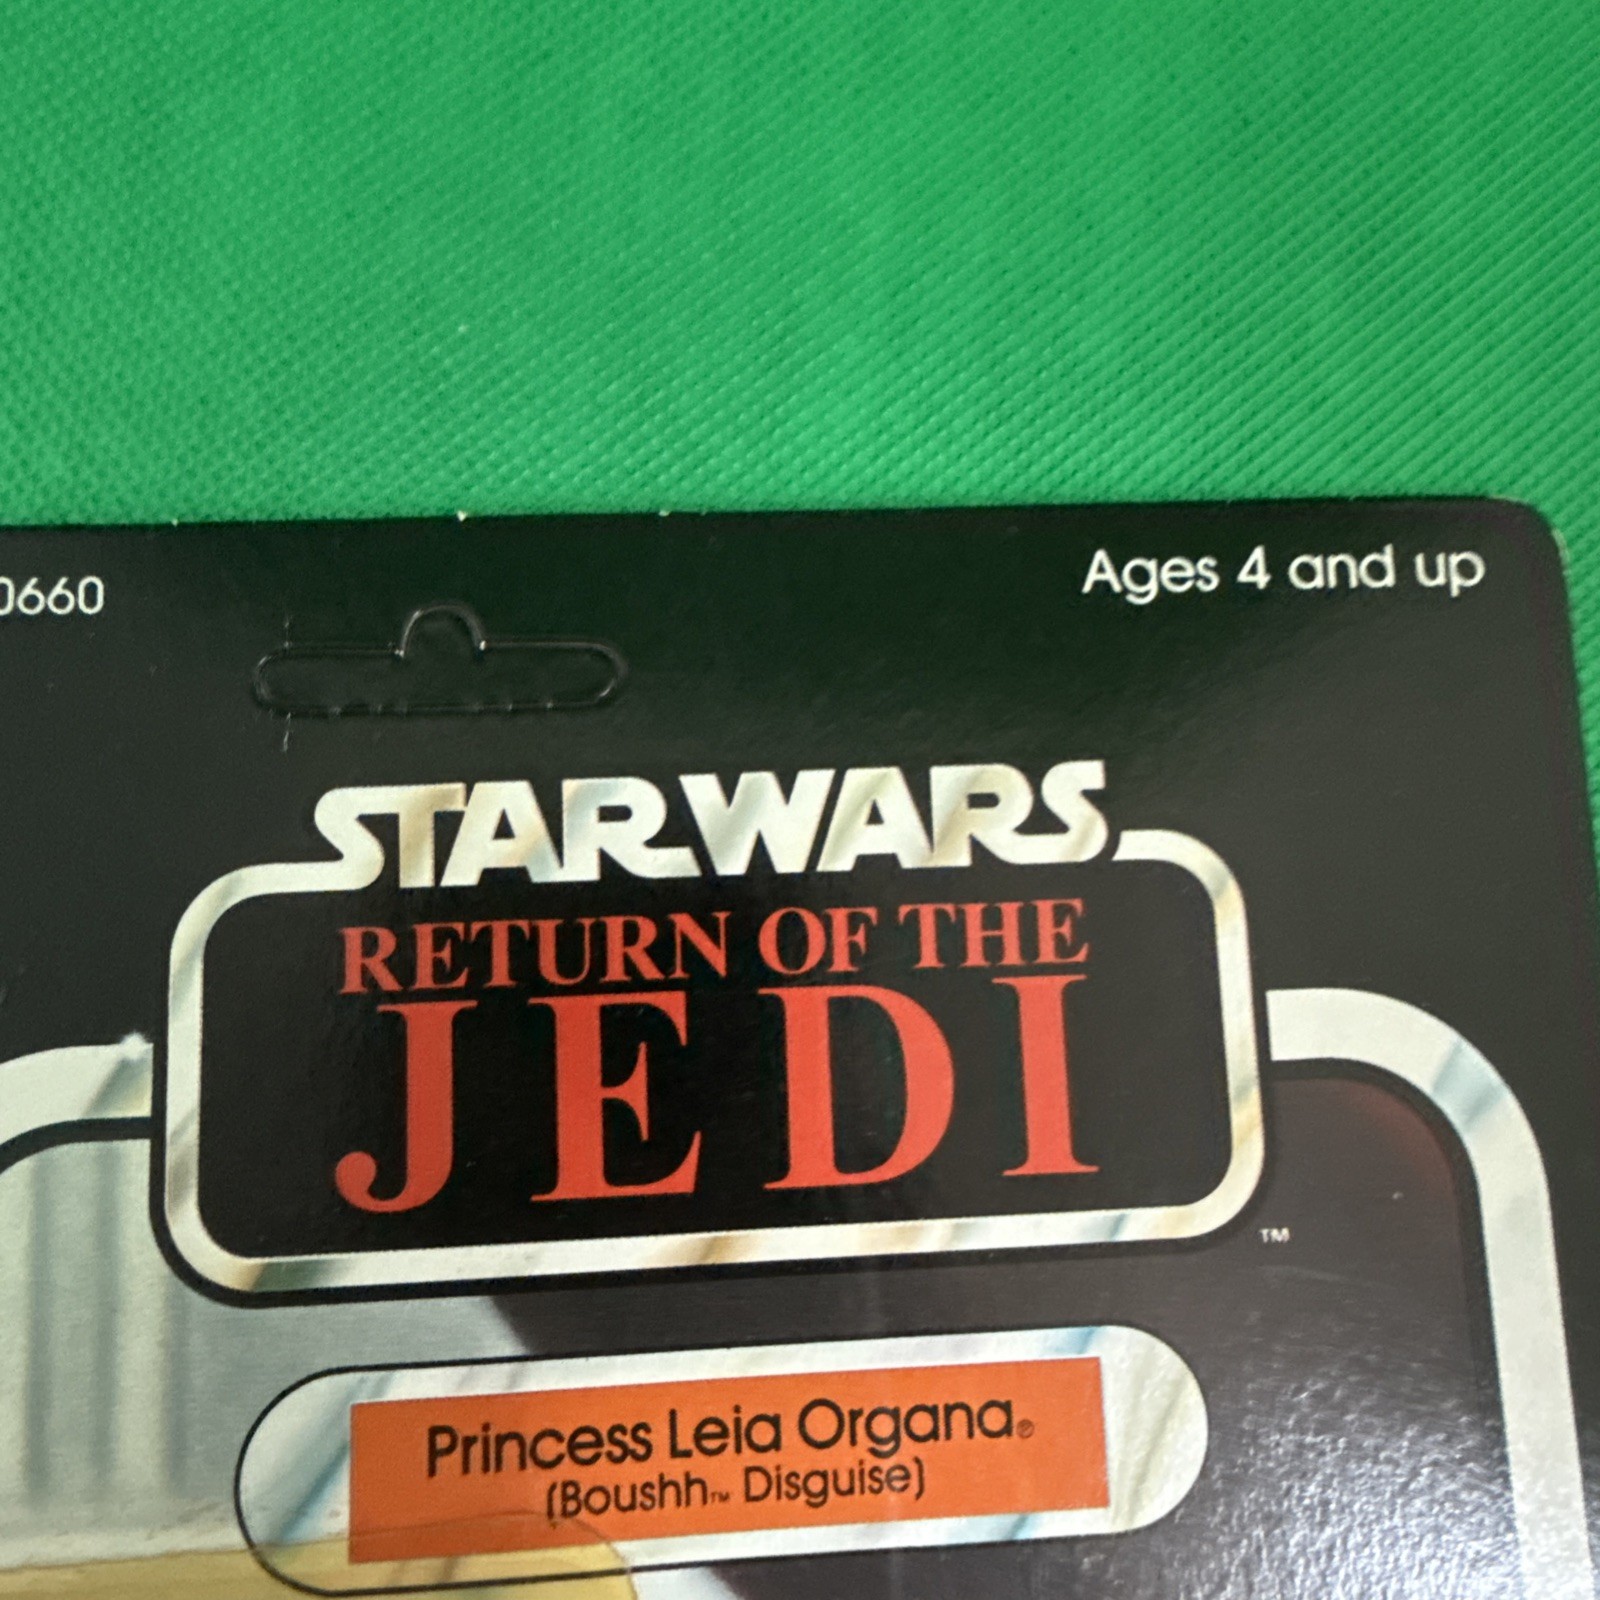 0660
Ages 4 and up
STAR WARS
RETURN OF THE
JEDI
TM
Princess Leia Organa®
(Boushh™ Disguise)